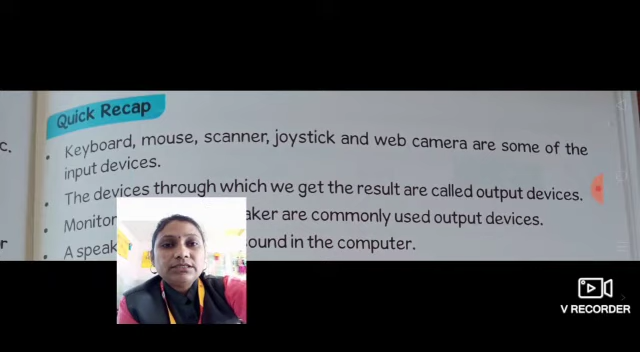 Quick Recap
c.
• Keyboard, mouse, scanner, joystick and web camera are some of the
input devices.
• The devices through which we get the result are called output devices.
• Monitor aker are commonly used output devices.
r
• A speak ound in the computer.
V RECORDER